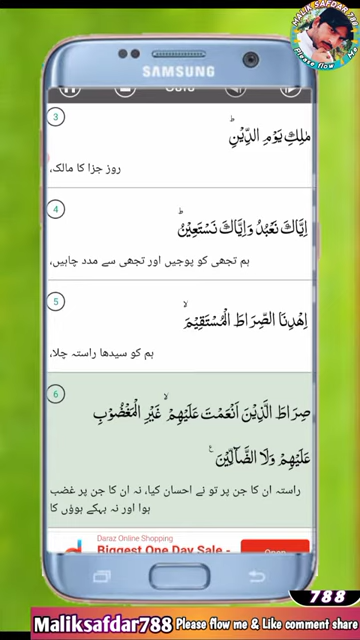 MALIK SAFDAR 788
Please flow Me
SAMSUNG
3
مٰلِكِ يَوْمِ الدِّيْنِؕ
روز جزا کا مالک،
4
اِيَّاكَ نَعْبُدُ وَاِيَّاكَ نَسْتَعِيْنُؕ
ہم تجھی کو پوجیں اور تجھی سے مدد چاہیں،
5
اِهْدِنَا الصِّرَاطَ الْمُسْتَقِيْمَۙ
ہم کو سیدھا راستہ چلا،
6
صِرَاطَ الَّذِيْنَ اَنْعَمْتَ عَلَيْهِمْ ۙ غَيْرِ الْمَغْضُوْبِ
عَلَيْهِمْ وَلَا الضَّآلِّيْنَ
راستہ ان کا جن پر تو نے احسان کیا، نہ ان کا جن پر غضب
ہوا اور نہ بہکے ہوؤں کا
Daraz Online Shopping
Biggest One Day Sale -
Open
788
Maliksafdar788 Please flow me & Like comment share